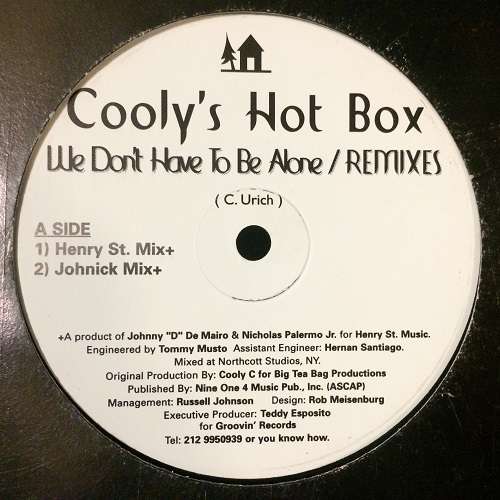 Cooly's Hot Box
We Don't Have To Be Alone / REMIXES
( C. Urich )
A SIDE
1) Henry St. Mix+
2) Johnick Mix+
+A product of Johnny "D" De Mairo & Nicholas Palermo Jr. for Henry St. Music.
Engineered by Tommy Musto Assistant Engineer: Hernan Santiago.
Mixed at Northcott Studios, NY.
Original Production By: Cooly C for Big Tea Bag Productions
Published By: Nine One 4 Music Pub., Inc. (ASCAP)
Management: Russell Johnson Design: Rob Meisenburg
Executive Producer: Teddy Esposito
for Groovin' Records
Tel: 212 9950939 or you know how.